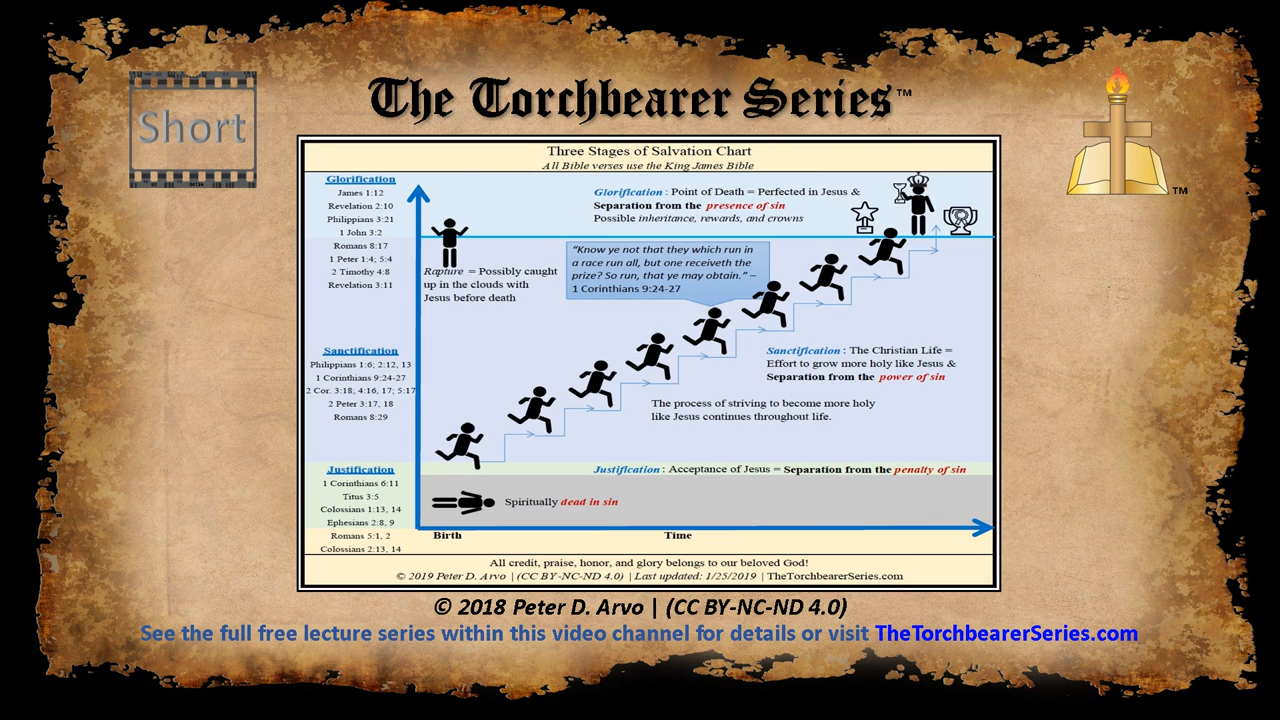 Short
The Torchbearer Series™
™
Three Stages of Salvation Chart
All Bible verses use the King James Bible
Glorification
James 1:12
Revelation 2:10
Philippians 3:21
1 John 3:2
Romans 8:17
1 Peter 1:4; 5:4
2 Timothy 4:8
Revelation 3:11
Glorification : Point of Death = Perfected in Jesus &
Separation from the presence of sin
Possible inheritance, rewards, and crowns
Rapture = Possibly caught
up in the clouds with
Jesus before death
“Know ye not that they which run in
a race run all, but one receiveth the
prize? So run, that ye may obtain.” –
1 Corinthians 9:24-27
Sanctification
Philippians 1:6; 2:12, 13
1 Corinthians 9:24-27
2 Cor. 3:18; 4:16, 17; 5:17
2 Peter 3:17, 18
Romans 8:29
Sanctification : The Christian Life =
Effort to grow more holy like Jesus &
Separation from the power of sin
The process of striving to become more holy
like Jesus continues throughout life.
Justification
1 Corinthians 6:11
Titus 3:5
Colossians 1:13, 14
Ephesians 2:8, 9
Romans 5:1, 2
Colossians 2:13, 14
Justification : Acceptance of Jesus = Separation from the penalty of sin
Spiritually dead in sin
Birth
Time
All credit, praise, honor, and glory belongs to our beloved God!
© 2019 Peter D. Arvo | (CC BY-NC-ND 4.0) | Last updated: 1/25/2019 | TheTorchbearerSeries.com
© 2018 Peter D. Arvo | (CC BY-NC-ND 4.0)
See the full free lecture series within this video channel for details or visit TheTorchbearerSeries.com